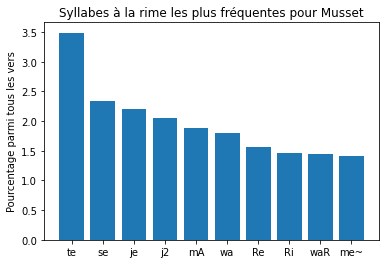 Syllabes à la rime les plus fréquentes pour Musset
Pourcentage parmi tous les vers
3.5
3.0
2.5
2.0
1.5
1.0
0.5
0.0
te se je j2 mA wa Re Ri waR me~